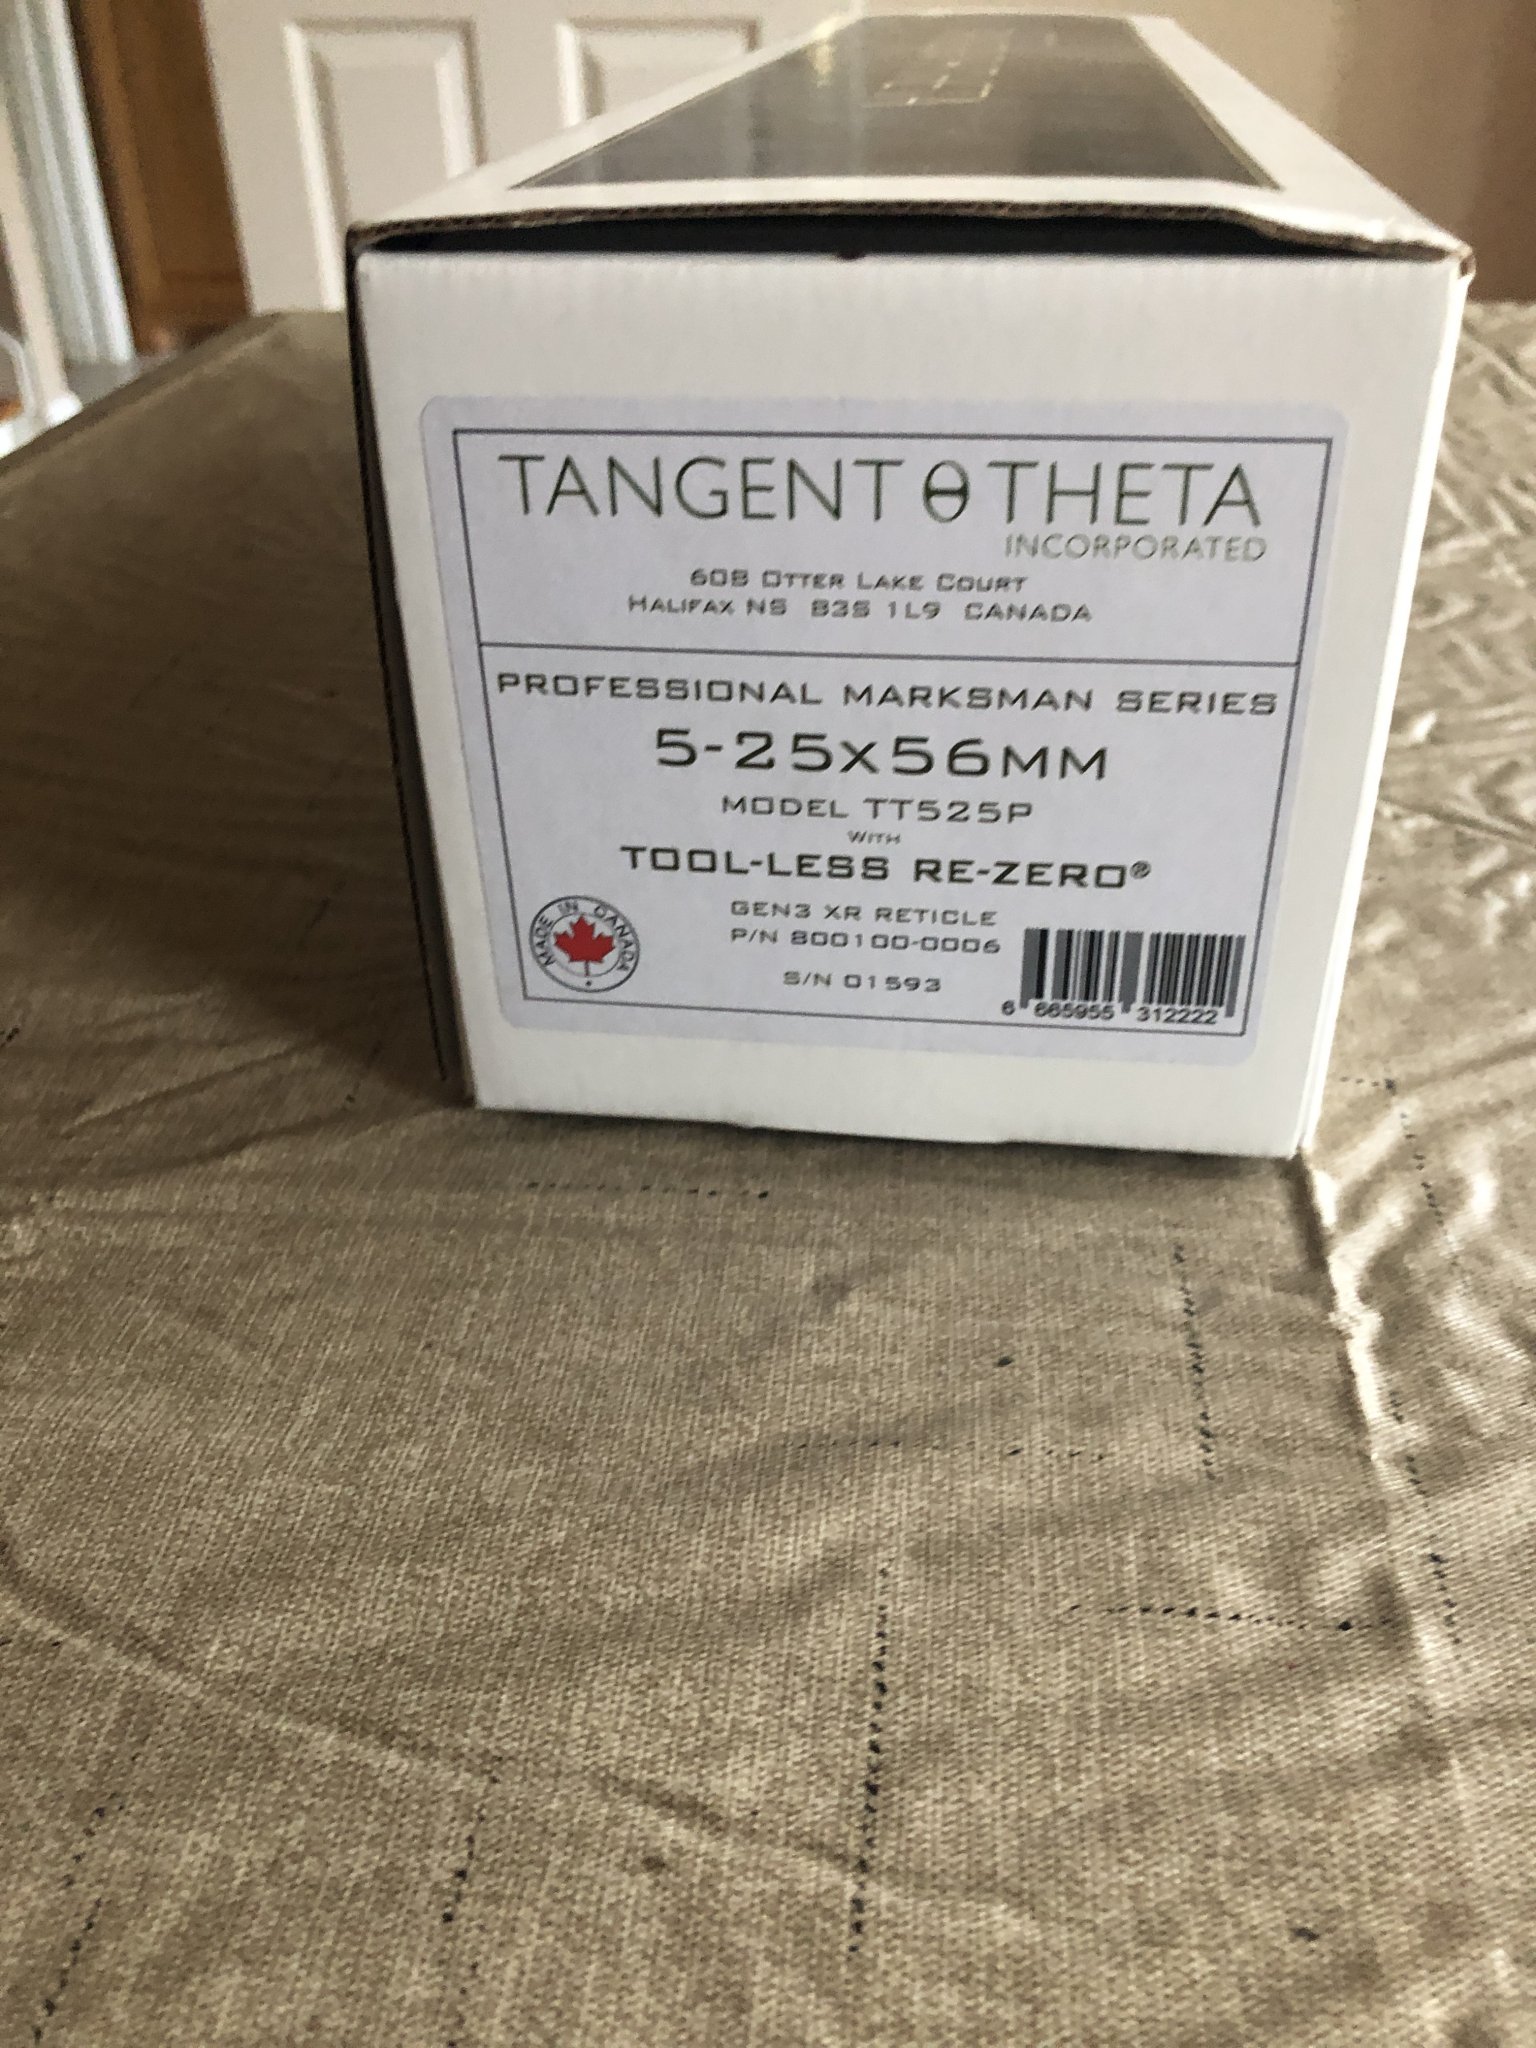 TANGENT θ THETA
INCORPORATED
60B OTTER LAKE COURT
HALIFAX NS B3S 1L9 CANADA
PROFESSIONAL MARKSMAN SERIES
5-25x56MM
MODEL TT525P
WITH
TOOL-LESS RE-ZERO®
GEN3 XR RETICLE
P/N 800100-0006
S/N 01593
MADE IN CANADA
6 665955 312222